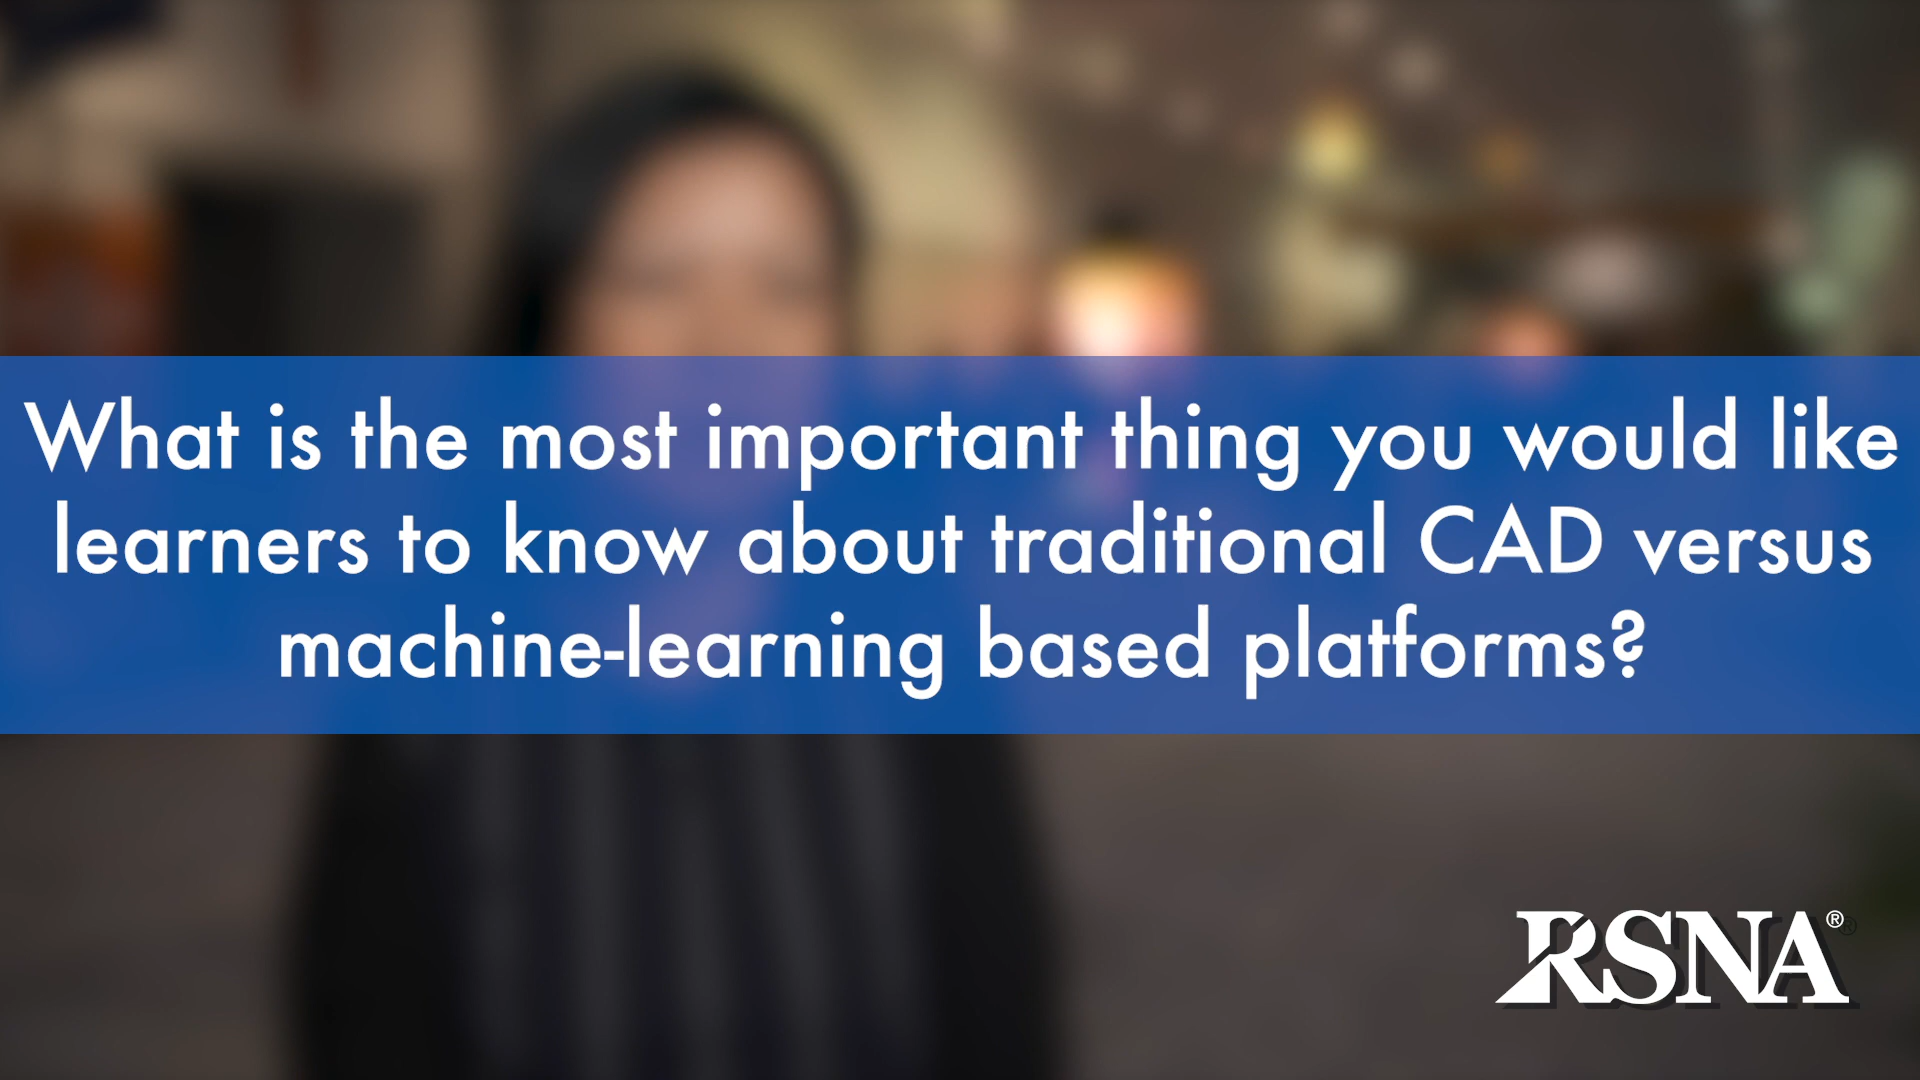 What is the most important thing you would like
learners to know about traditional CAD versus
machine-learning based platforms?
RSNA®